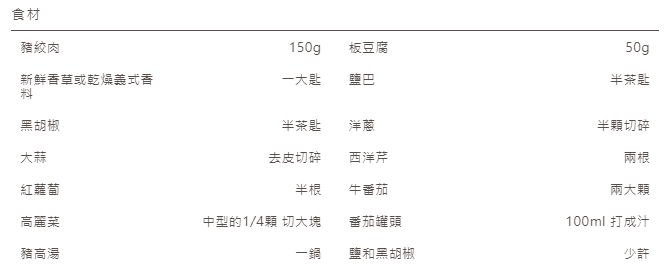 食材
豬絞肉 150g 板豆腐 50g
新鮮香草或乾燥義式香 一大匙 鹽巴 半茶匙
料
黑胡椒 半茶匙 洋蔥 半顆切碎
大蒜 去皮切碎 西洋芹 兩根
紅蘿蔔 半根 牛番茄 兩大顆
高麗菜 中型的1/4顆 切大塊 番茄罐頭 100ml 打成汁
豬高湯 一鍋 鹽和黑胡椒 少許